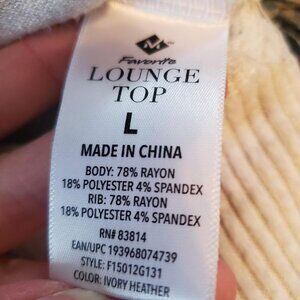 Favorite
LOUNGE
TOP
L
MADE IN CHINA
BODY: 78% RAYON
18% POLYESTER 4% SPANDEX
RIB: 78% RAYON
18% POLYESTER 4% SPANDEX
RN# 83814
EAN/UPC 193968074739
STYLE: F15012G131
COLOR: IVORY HEATHER